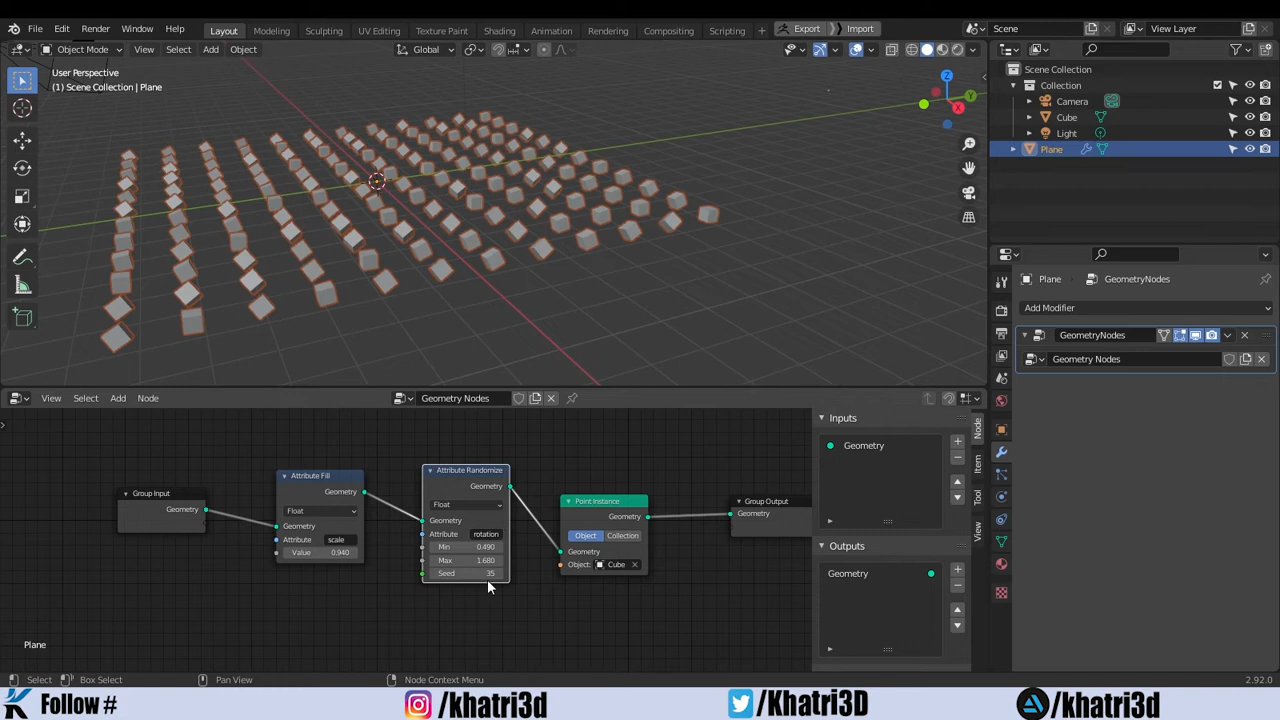 File Edit Render Window Help Layout Modeling Sculpting UV Editing Texture Paint Shading Animation Rendering Compositing Scripting + Export Import Scene View Layer
Object Mode View Select Add Object Global
User Perspective
(1) Scene Collection | Plane
Z
Y
X
Scene Collection
Collection
Camera
Cube
Light
Plane
Plane GeometryNodes
Add Modifier
GeometryNodes
Geometry Nodes
View Select Add Node Geometry Nodes
Group Input
Geometry
Attribute Fill
Geometry
Float
Geometry
Attribute scale
Value 0.940
Attribute Randomize
Geometry
Float
Geometry
Attribute rotation
Min 0.490
Max 1.680
Seed 35
Point Instance
Geometry
Object Collection
Geometry
Object: Cube
Group Output
Geometry
Inputs
Geometry
Outputs
Geometry
Node
Item
Tool
View
Plane
Select Box Select Pan View Node Context Menu 2.92.0
Follow # /khatri3d /Khatri3D /khatri3d